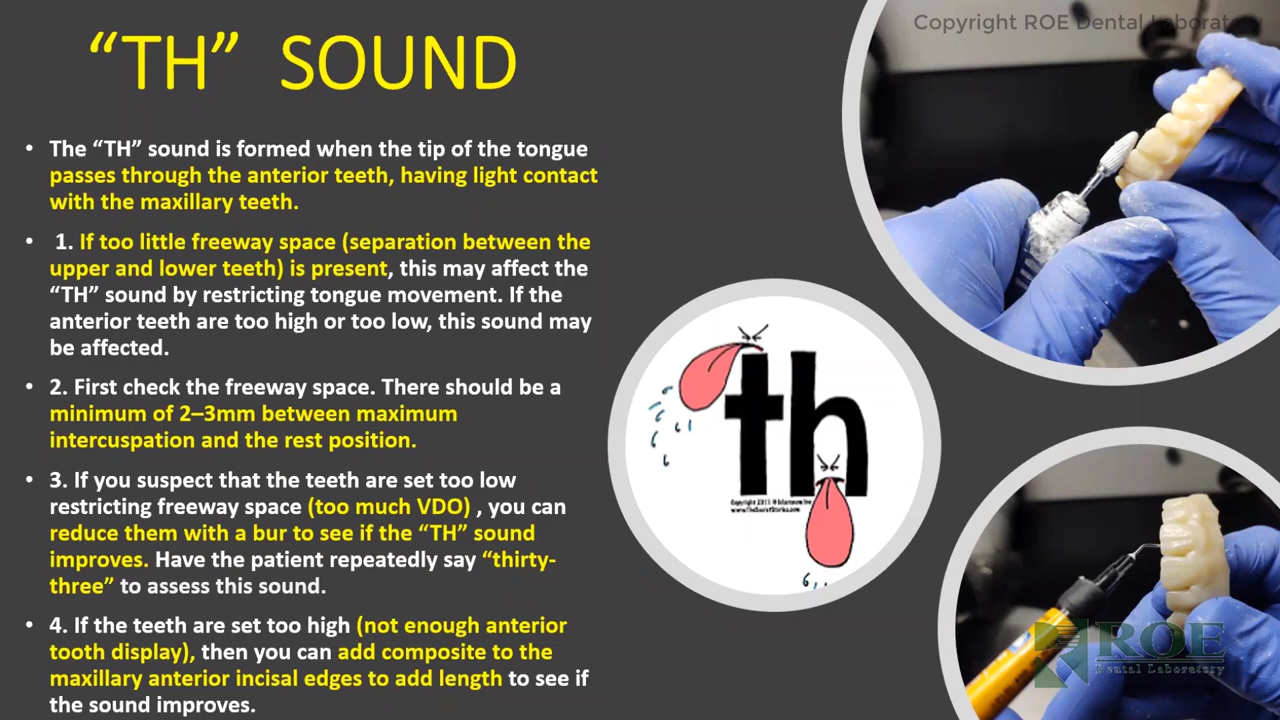 Copyright ROE Dental Laboratory
“TH” SOUND
• The “TH” sound is formed when the tip of the tongue
passes through the anterior teeth, having light contact
with the maxillary teeth.
• 1. If too little freeway space (separation between the
upper and lower teeth) is present, this may affect the
“TH” sound by restricting tongue movement. If the
anterior teeth are too high or too low, this sound may
be affected.
• 2. First check the freeway space. There should be a
minimum of 2–3mm between maximum
intercuspation and the rest position.
• 3. If you suspect that the teeth are set too low
restricting freeway space (too much VDO) , you can
reduce them with a bur to see if the “TH” sound
improves. Have the patient repeatedly say “thirty-
three” to assess this sound.
• 4. If the teeth are set too high (not enough anterior
tooth display), then you can add composite to the
maxillary anterior incisal edges to add length to see if
the sound improves.
th
Copyright 2011
ROE
Dental Laboratory